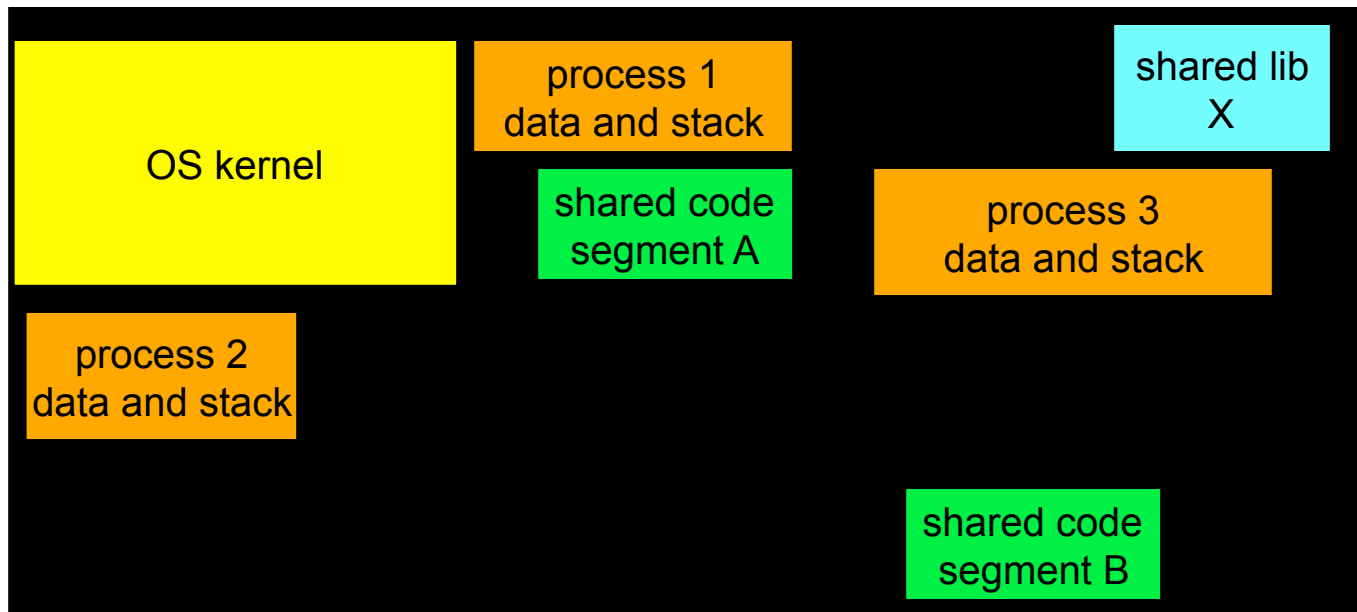 OS kernel
process 1
data and stack
shared lib
X
shared code
segment A
process 3
data and stack
process 2
data and stack
shared code
segment B